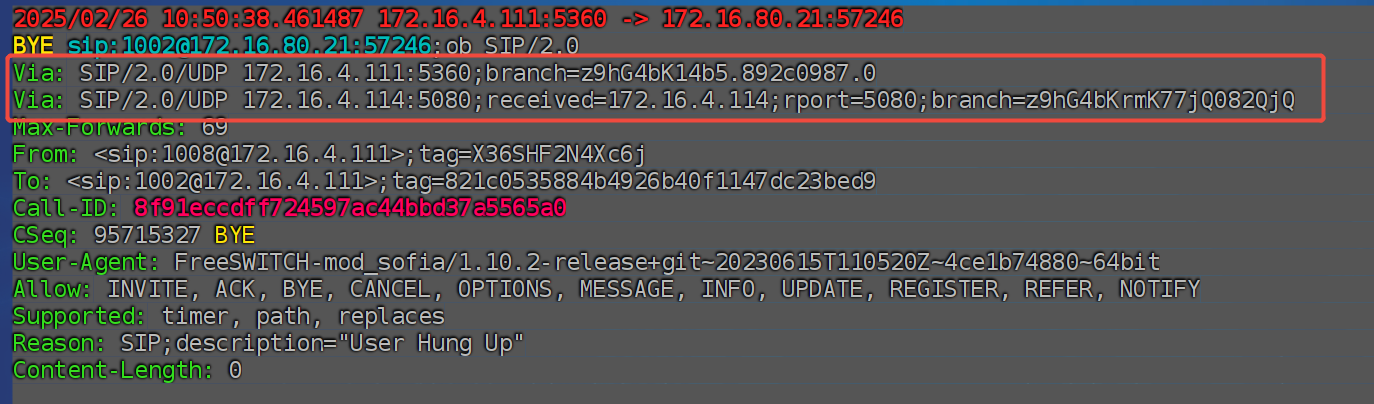 2025/02/26 10:50:38.461487 172.16.4.111:5360 -> 172.16.80.21:57246
BYE sip:1002@172.16.80.21:57246;ob SIP/2.0
Via: SIP/2.0/UDP 172.16.4.111:5360;branch=z9hG4bK14b5.892c0987.0
Via: SIP/2.0/UDP 172.16.4.114:5080;received=172.16.4.114;rport=5080;branch=z9hG4bKrmK77jQ082QjQ
Max-Forwards: 69
From: <sip:1008@172.16.4.111>;tag=X36SHF2N4Xc6j
To: <sip:1002@172.16.4.111>;tag=821c0535884b4926b40f1147dc23bed9
Call-ID: 8f91eccdff724597ac44bbd37a5565a0
CSeq: 95715327 BYE
User-Agent: FreeSWITCH-mod_sofia/1.10.2-release+git~20230615T110520Z~4ce1b74880~64bit
Allow: INVITE, ACK, BYE, CANCEL, OPTIONS, MESSAGE, INFO, UPDATE, REGISTER, REFER, NOTIFY
Supported: timer, path, replaces
Reason: SIP;description="User Hung Up"
Content-Length: 0